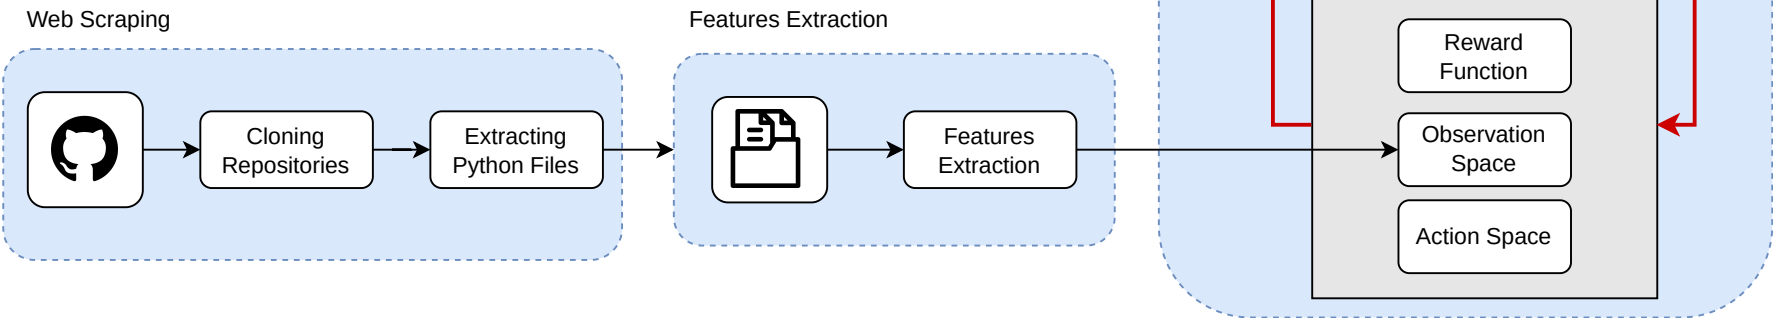 Web Scraping
Cloning
Repositories
Extracting
Python Files
Features Extraction
Features
Extraction
Reward
Function
Observation
Space
Action Space